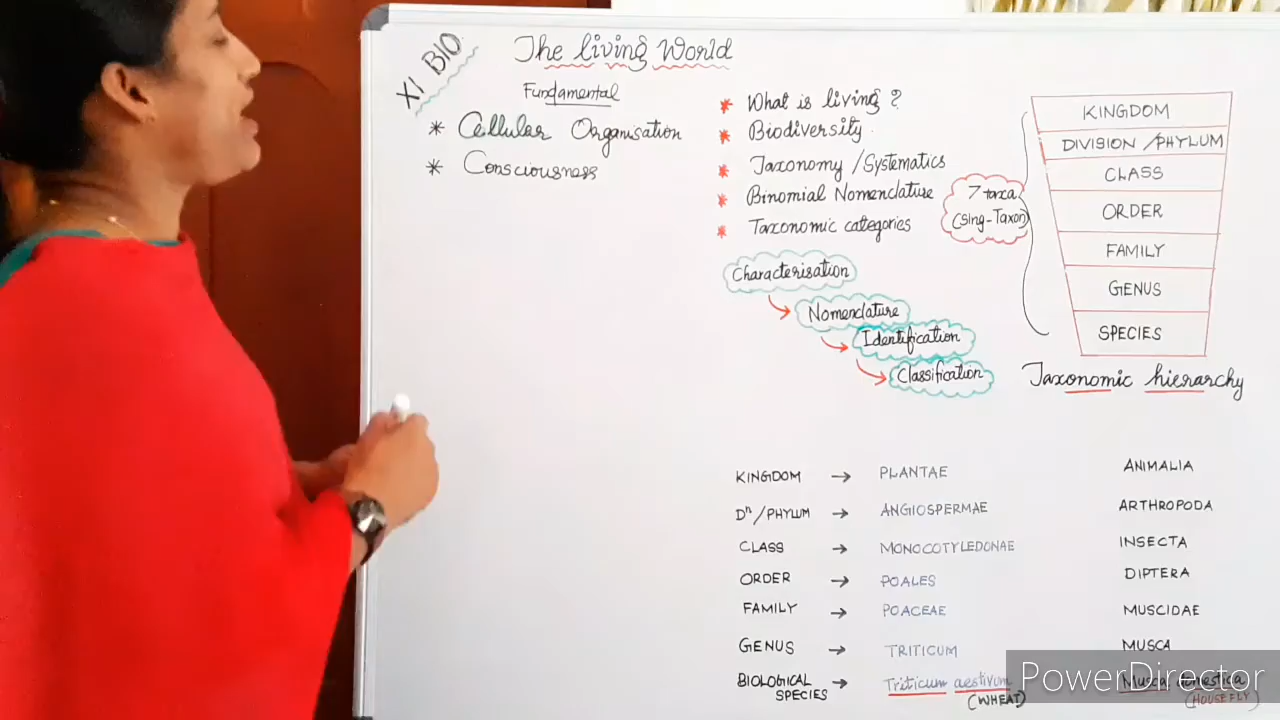 XI BIO
The Living World
Fundamental
* Cellular Organisation
* Consciousness
* What is living ?
* Biodiversity.
* Taxonomy/Systematics
* Binomial Nomenclature
* Taxonomic categories
Characterisation
Nomenclature
Identification
Classification
7 taxa
(Sing-Taxon)
KINGDOM
DIVISION /PHYLUM
CLASS
ORDER
FAMILY
GENUS
SPECIES
Taxonomic hierarchy
KINGDOM → PLANTAE ANIMALIA
Dⁿ/PHYLUM → ANGIOSPERMAE ARTHROPODA
CLASS → MONOCOTYLEDONAE INSECTA
ORDER → POALES DIPTERA
FAMILY → POACEAE MUSCIDAE
GENUS → TRITICUM MUSCA
BIOLOGICAL SPECIES → Triticum aestivum Musca domestica
(WHEAT) (HOUSEFLY)
PowerDirector